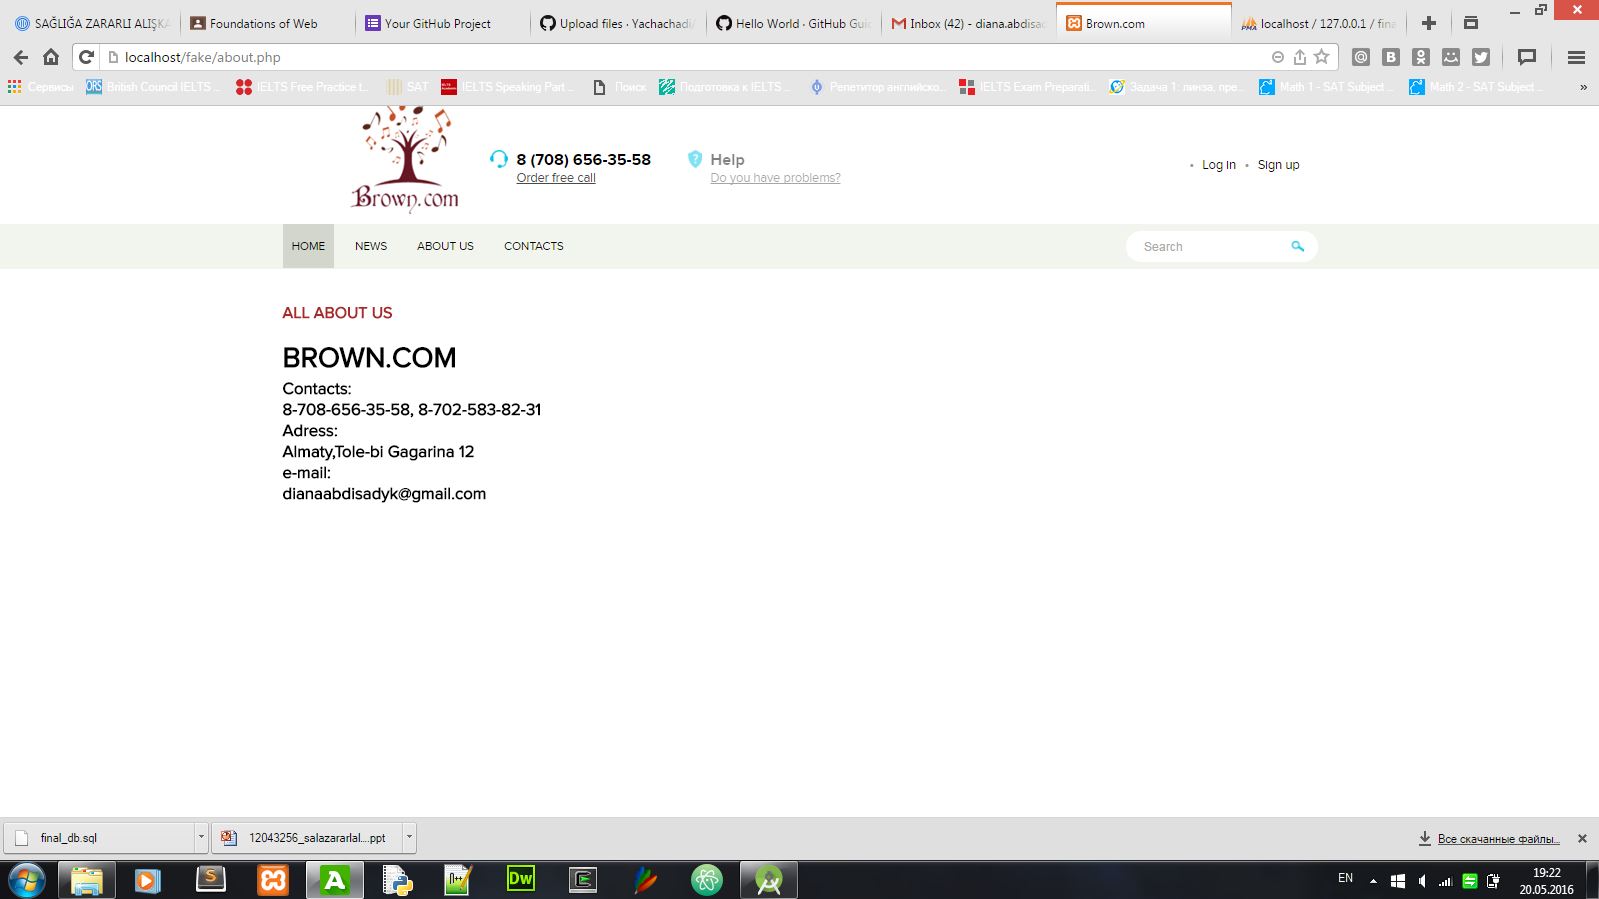 SAĞLIĞA ZARARLI ALIŞKA
Foundations of Web
Your GitHub Project
Upload files · Yachachadi/
Hello World · GitHub Guid
Inbox (42) - diana.abdisad
Brown.com
localhost / 127.0.0.1 / fina
localhost/fake/about.php
Сервисы
British Council IELTS ...
IELTS Free Practice t...
SAT
IELTS Speaking Part ...
Поиск
Подготовка к IELTS ...
Репетитор английско...
IELTS Exam Preparati...
Задача 1: линза, пре...
Math 1 - SAT Subject ...
Math 2 - SAT Subject ...
»
Brown.com
8 (708) 656-35-58
Order free call
Help
Do you have problems?
• Log in • Sign up
HOME NEWS ABOUT US CONTACTS
Search
ALL ABOUT US
BROWN.COM
Contacts:
8-708-656-35-58, 8-702-583-82-31
Adress:
Almaty,Tole-bi Gagarina 12
e-mail:
dianaabdisadyk@gmail.com
final_db.sql
12043256_salazararlal....ppt
Все скачанные файлы...
EN
19:22
20.05.2016